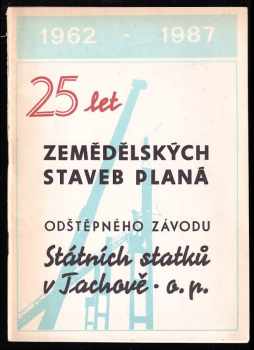 1962 - 1987
25 let
ZEMĚDĚLSKÝCH
STAVEB PLANÁ
ODŠTĚPNÉHO ZÁVODU
Státních statků
v Tachově · o. p.